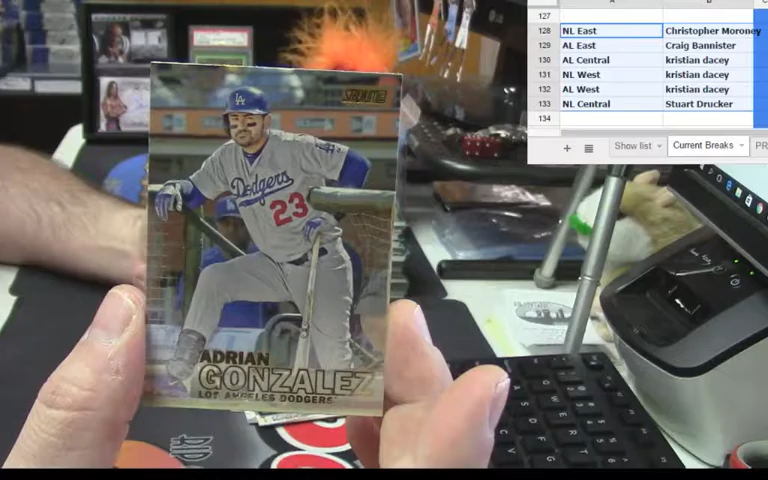 127
128 NL East Christopher Moroney
129 AL East Craig Bannister
130 AL Central kristian dacey
131 NL West kristian dacey
132 AL West kristian dacey
133 NL Central Stuart Drucker
134
+ Show list Current Breaks PR
LA
Dodgers
23
ADRIAN
GONZALEZ
LOS ANGELES DODGERS